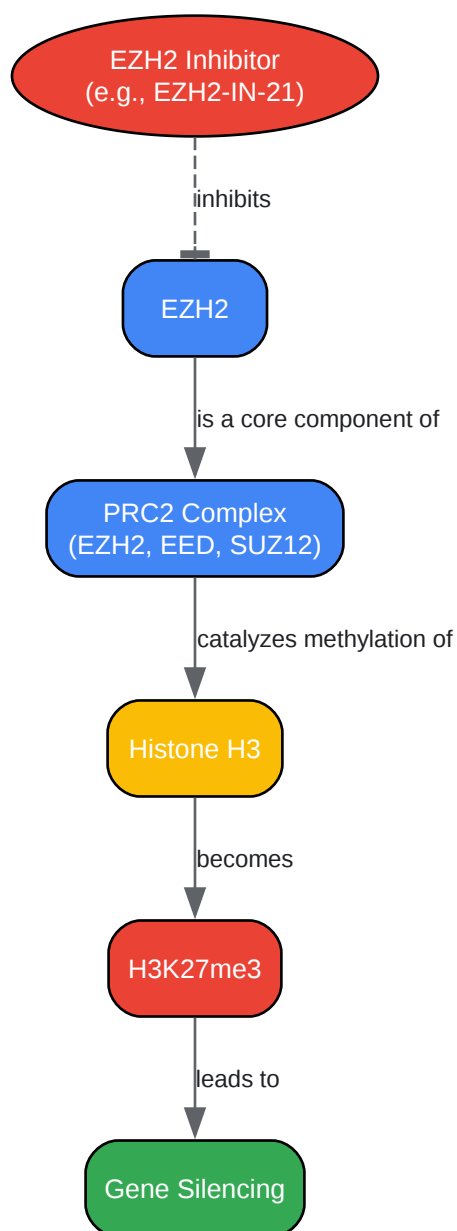 EZH2 Inhibitor
(e.g., EZH2-IN-21)
inhibits
EZH2
is a core component of
PRC2 Complex
(EZH2, EED, SUZ12)
catalyzes methylation of
Histone H3
becomes
H3K27me3
leads to
Gene Silencing